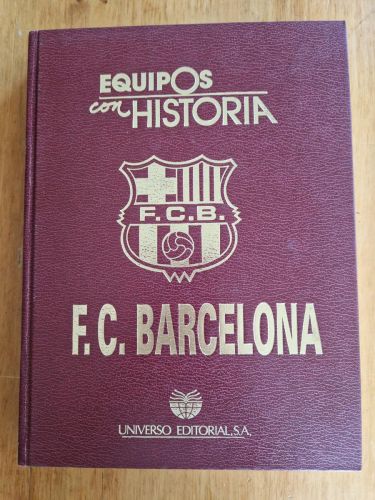 EQUIPOS
con HISTORIA
F.C.B.
F. C. BARCELONA
UNIVERSO EDITORIAL, S.A.